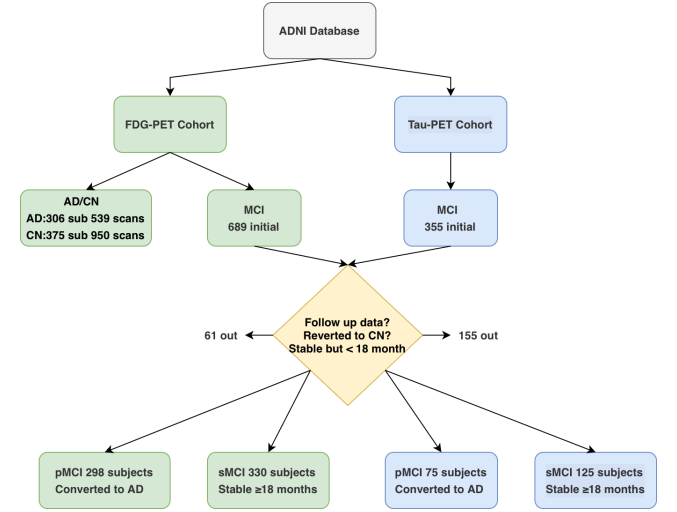 ADNI Database
FDG-PET Cohort
Tau-PET Cohort
AD/CN
AD:306 sub 539 scans
CN:375 sub 950 scans
MCI
689 initial
MCI
355 initial
Follow up data?
Reverted to CN?
Stable but < 18 month
61 out
155 out
pMCI 298 subjects
Converted to AD
sMCI 330 subjects
Stable ≥18 months
pMCI 75 subjects
Converted to AD
sMCI 125 subjects
Stable ≥18 months